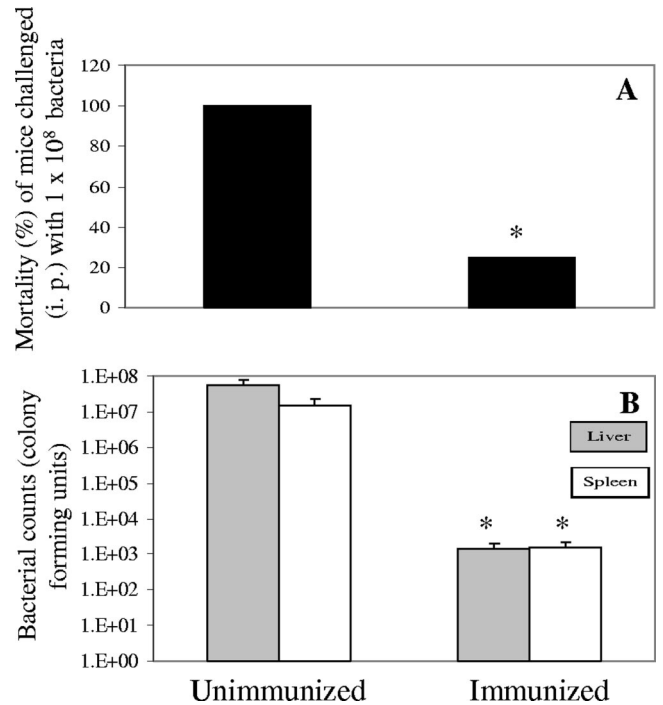 Mortality (%) of mice challenged
(i. p.) with 1 x 10⁸ bacteria
120
100
80
60
40
20
0
A
*
Bacterial counts (colony
forming units)
1.E+08
1.E+07
1.E+06
1.E+05
1.E+04
1.E+03
1.E+02
1.E+01
1.E+00
B
Liver
Spleen
* *
Unimmunized Immunized